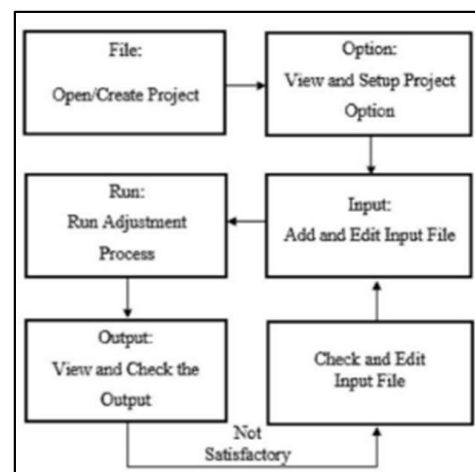 File:
Open/Create Project
Option:
View and Setup Project
Option
Run:
Run Adjustment
Process
Input:
Add and Edit Input File
Output:
View and Check the
Output
Check and Edit
Input File
Not
Satisfactory